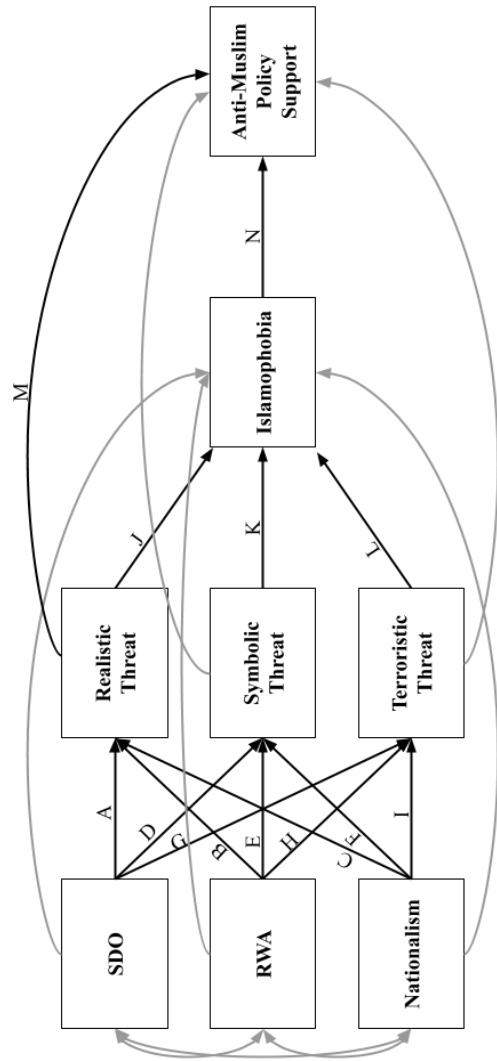 SDO
RWA
Nationalism
A
D
G
B
E
H
C
F
I
Realistic
Threat
Symbolic
Threat
Terroristic
Threat
J
K
L
M
Islamophobia
N
Anti-Muslim
Policy
Support